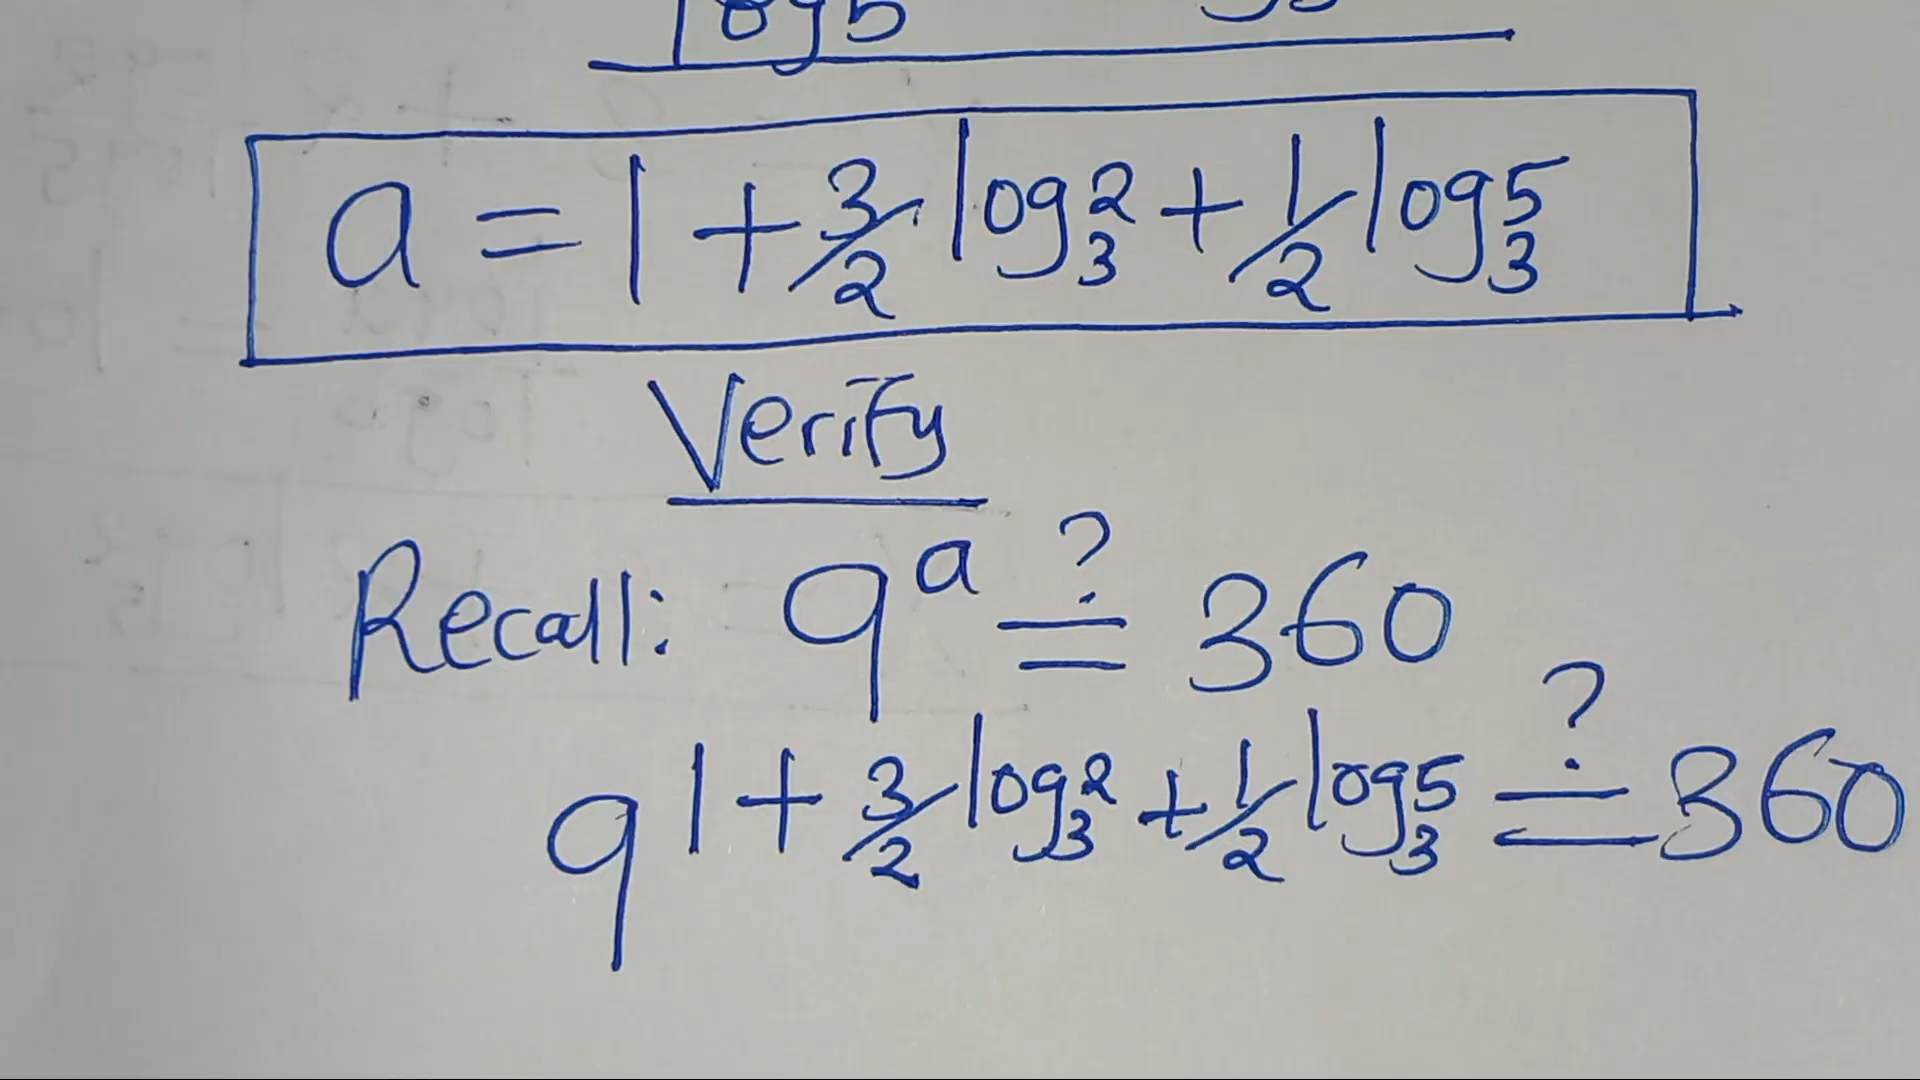 log5
a = 1 + 3/2 log₃2 + 1/2 log₃5
Verify
Recall: 9^a ?= 360
9^(1 + 3/2 log₃2 + 1/2 log₃5) ?= 360